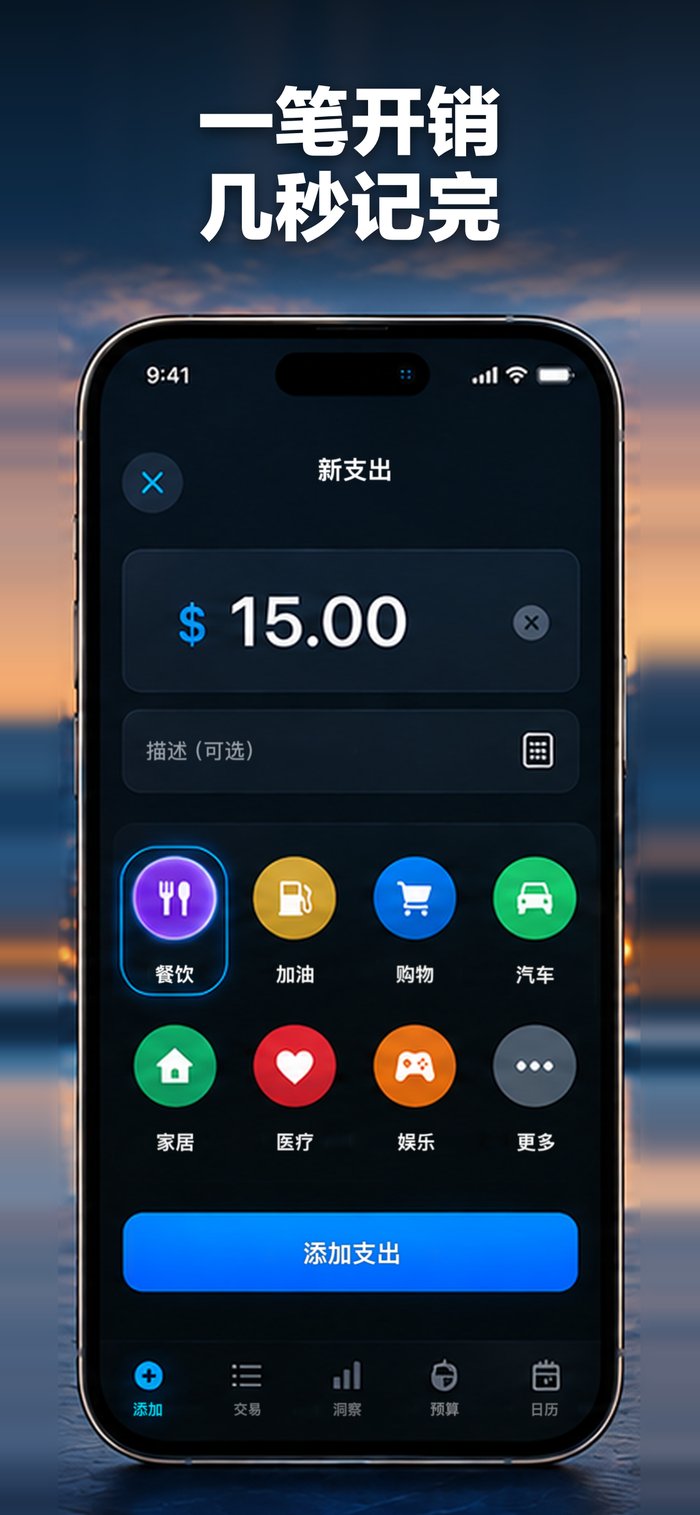 一笔开销
几秒记完
9:41
新支出
$ 15.00
描述 (可选)
餐饮 加油 购物 汽车
家居 医疗 娱乐 更多
添加支出
添加 交易 洞察 预算 日历